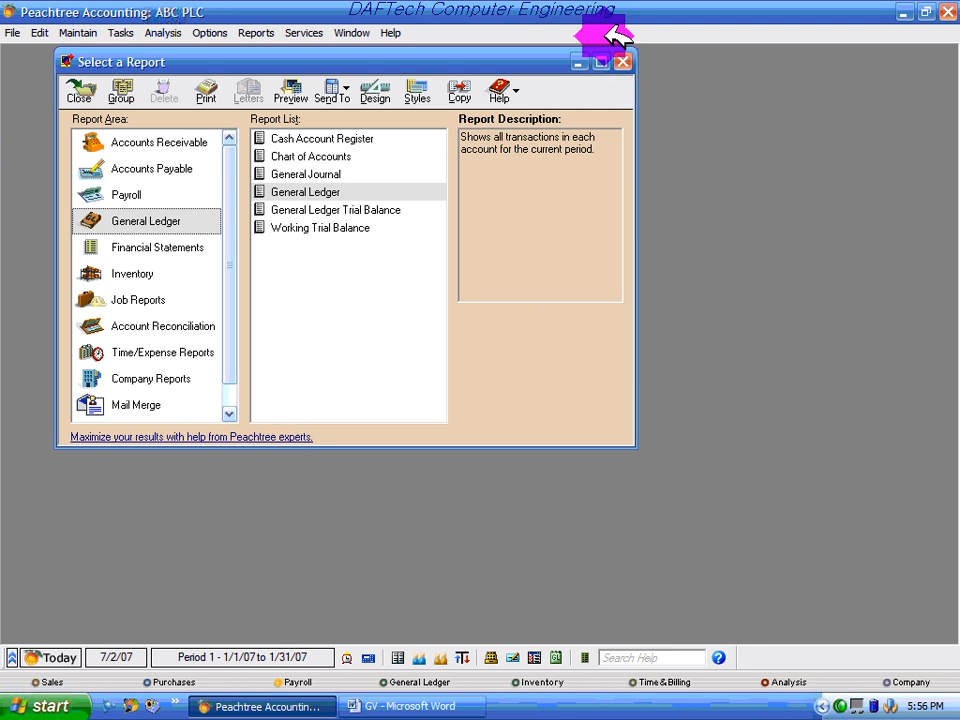 Peachtree Accounting: ABC PLC
DAFTech Computer Engineering
File Edit Maintain Tasks Analysis Options Reports Services Window Help
Select a Report
Close Group Delete Print Letters Preview Send To Design Styles Copy Help
Report Area:
Accounts Receivable
Accounts Payable
Payroll
General Ledger
Financial Statements
Inventory
Job Reports
Account Reconciliation
Time/Expense Reports
Company Reports
Mail Merge
Report List:
Cash Account Register
Chart of Accounts
General Journal
General Ledger
General Ledger Trial Balance
Working Trial Balance
Report Description:
Shows all transactions in each
account for the current period.
Maximize your results with help from Peachtree experts.
Today 7/2/07 Period 1 - 1/1/07 to 1/31/07 Search Help
Sales Purchases Payroll General Ledger Inventory Time & Billing Analysis Company
start Peachtree Accountin... GV - Microsoft Word 5:56 PM